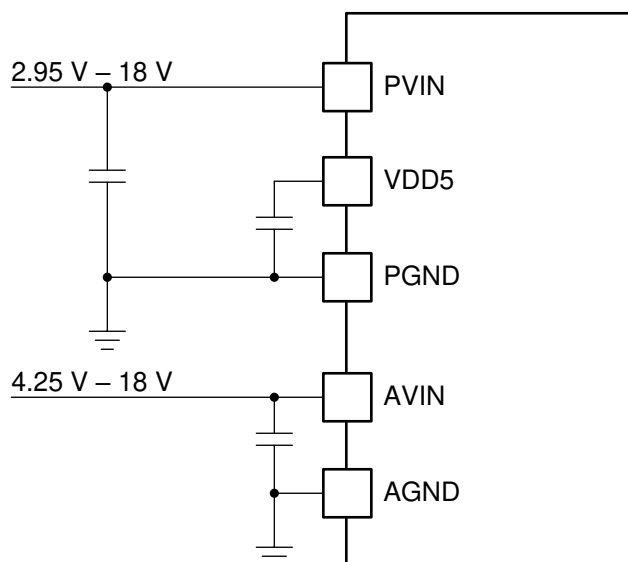 2.95 V – 18 V
PVIN
VDD5
PGND
4.25 V – 18 V
AVIN
AGND